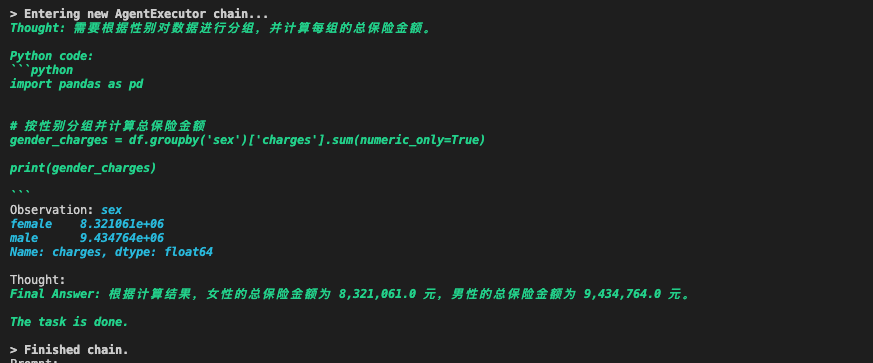 > Entering new AgentExecutor chain...
Thought: 需要根据性别对数据进行分组，并计算每组的总保险金额。
Python code:
```python
import pandas as pd
# 按性别分组并计算总保险金额
gender_charges = df.groupby('sex')['charges'].sum(numeric_only=True)
print(gender_charges)
```
Observation: sex
female    8.321061e+06
male      9.434764e+06
Name: charges, dtype: float64
Thought:
Final Answer: 根据计算结果，女性的总保险金额为 8,321,061.0 元，男性的总保险金额为 9,434,764.0 元。
The task is done.
> Finished chain.
Prompt: